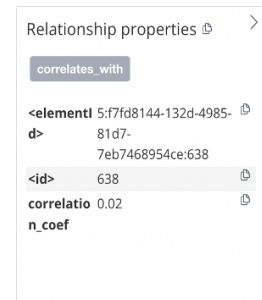 Relationship properties
correlates_with
<elementI 5:f7fd8144-132d-4985-
d> 81d7-
7eb7468954ce:638
<id> 638
correlatio 0.02
n_coef